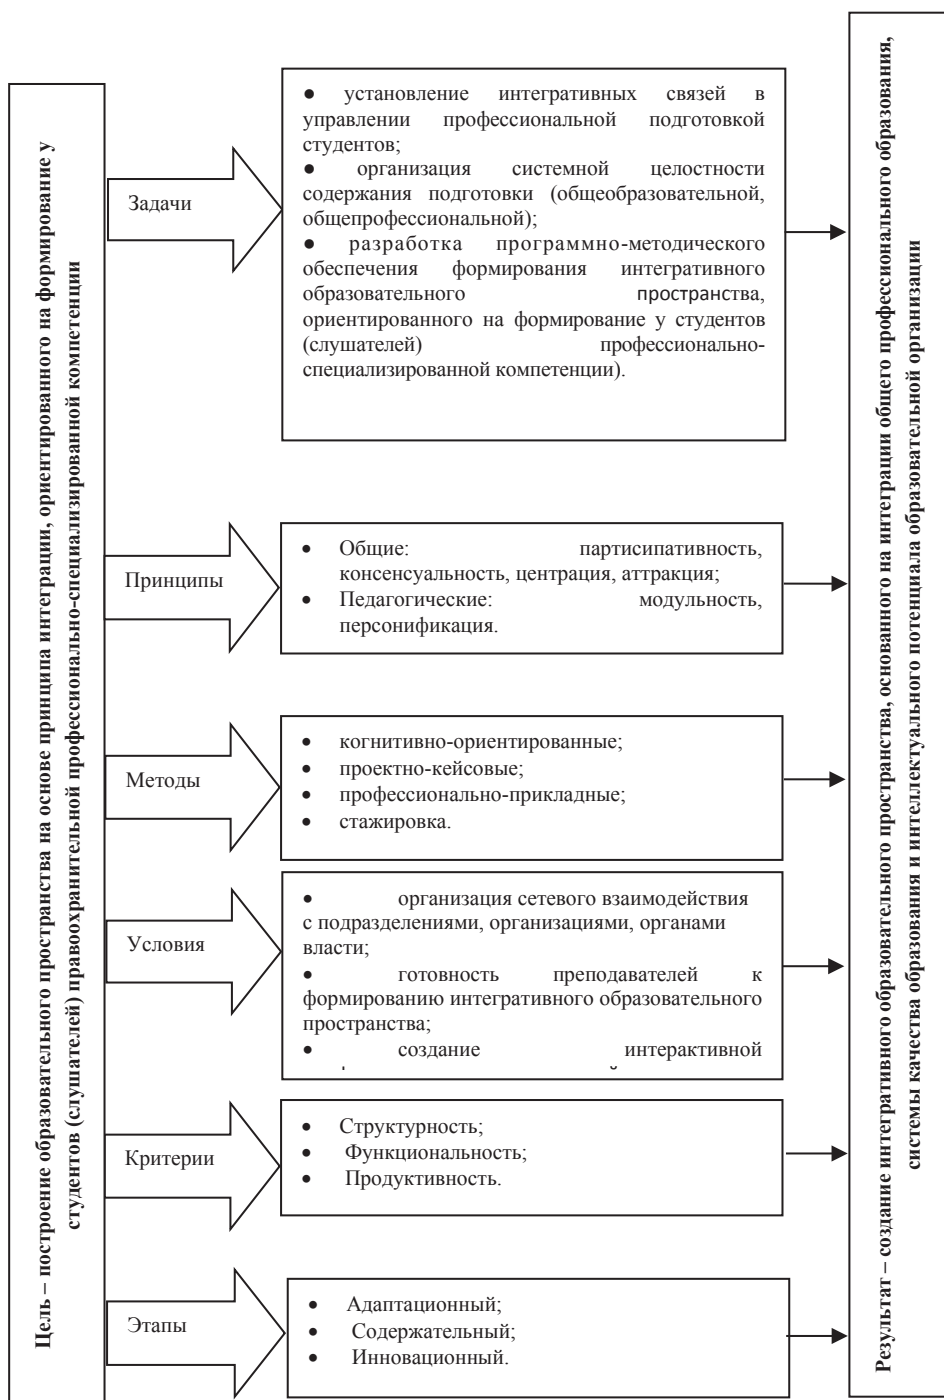 Цель – построение образовательного пространства на основе принципа интеграции, ориентированного на формирование у
студентов (слушателей) правоохранительной профессионально-специализированной компетенции
Задачи
● установление интегративных связей в
управлении профессиональной подготовкой
студентов;
● организация системной целостности
содержания подготовки (общеобразовательной,
общепрофессиональной);
● разработка программно-методического
обеспечения формирования интегративного
образовательного пространства,
ориентированного на формирование у студентов
(слушателей) профессионально-
специализированной компетенции).
Принципы
• Общие: партисипативность,
консенсуальность, центрация, аттракция;
• Педагогические: модульность,
персонификация.
Методы
• когнитивно-ориентированные;
• проектно-кейсовые;
• профессионально-прикладные;
• стажировка.
Условия
• организация сетевого взаимодействия
с подразделениями, организациями, органами
власти;
• готовность преподавателей к
формированию интегративного образовательного
пространства;
• создание интерактивной
Критерии
• Структурность;
• Функциональность;
• Продуктивность.
Этапы
• Адаптационный;
• Содержательный;
• Инновационный.
Результат – создание интегративного образовательного пространства, основанного на интеграции общего профессионального образования,
системы качества образования и интеллектуального потенциала образовательной организации